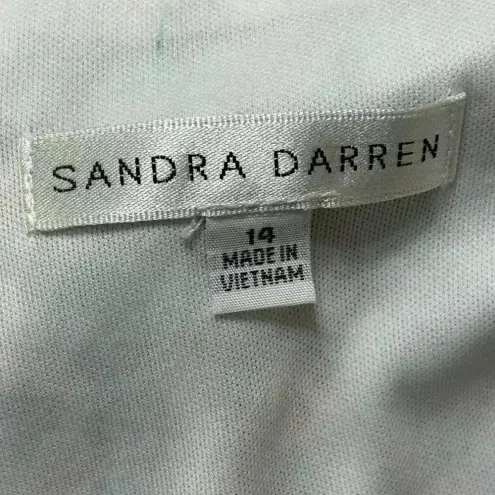 SANDRA DARREN
14
MADE IN
VIETNAM